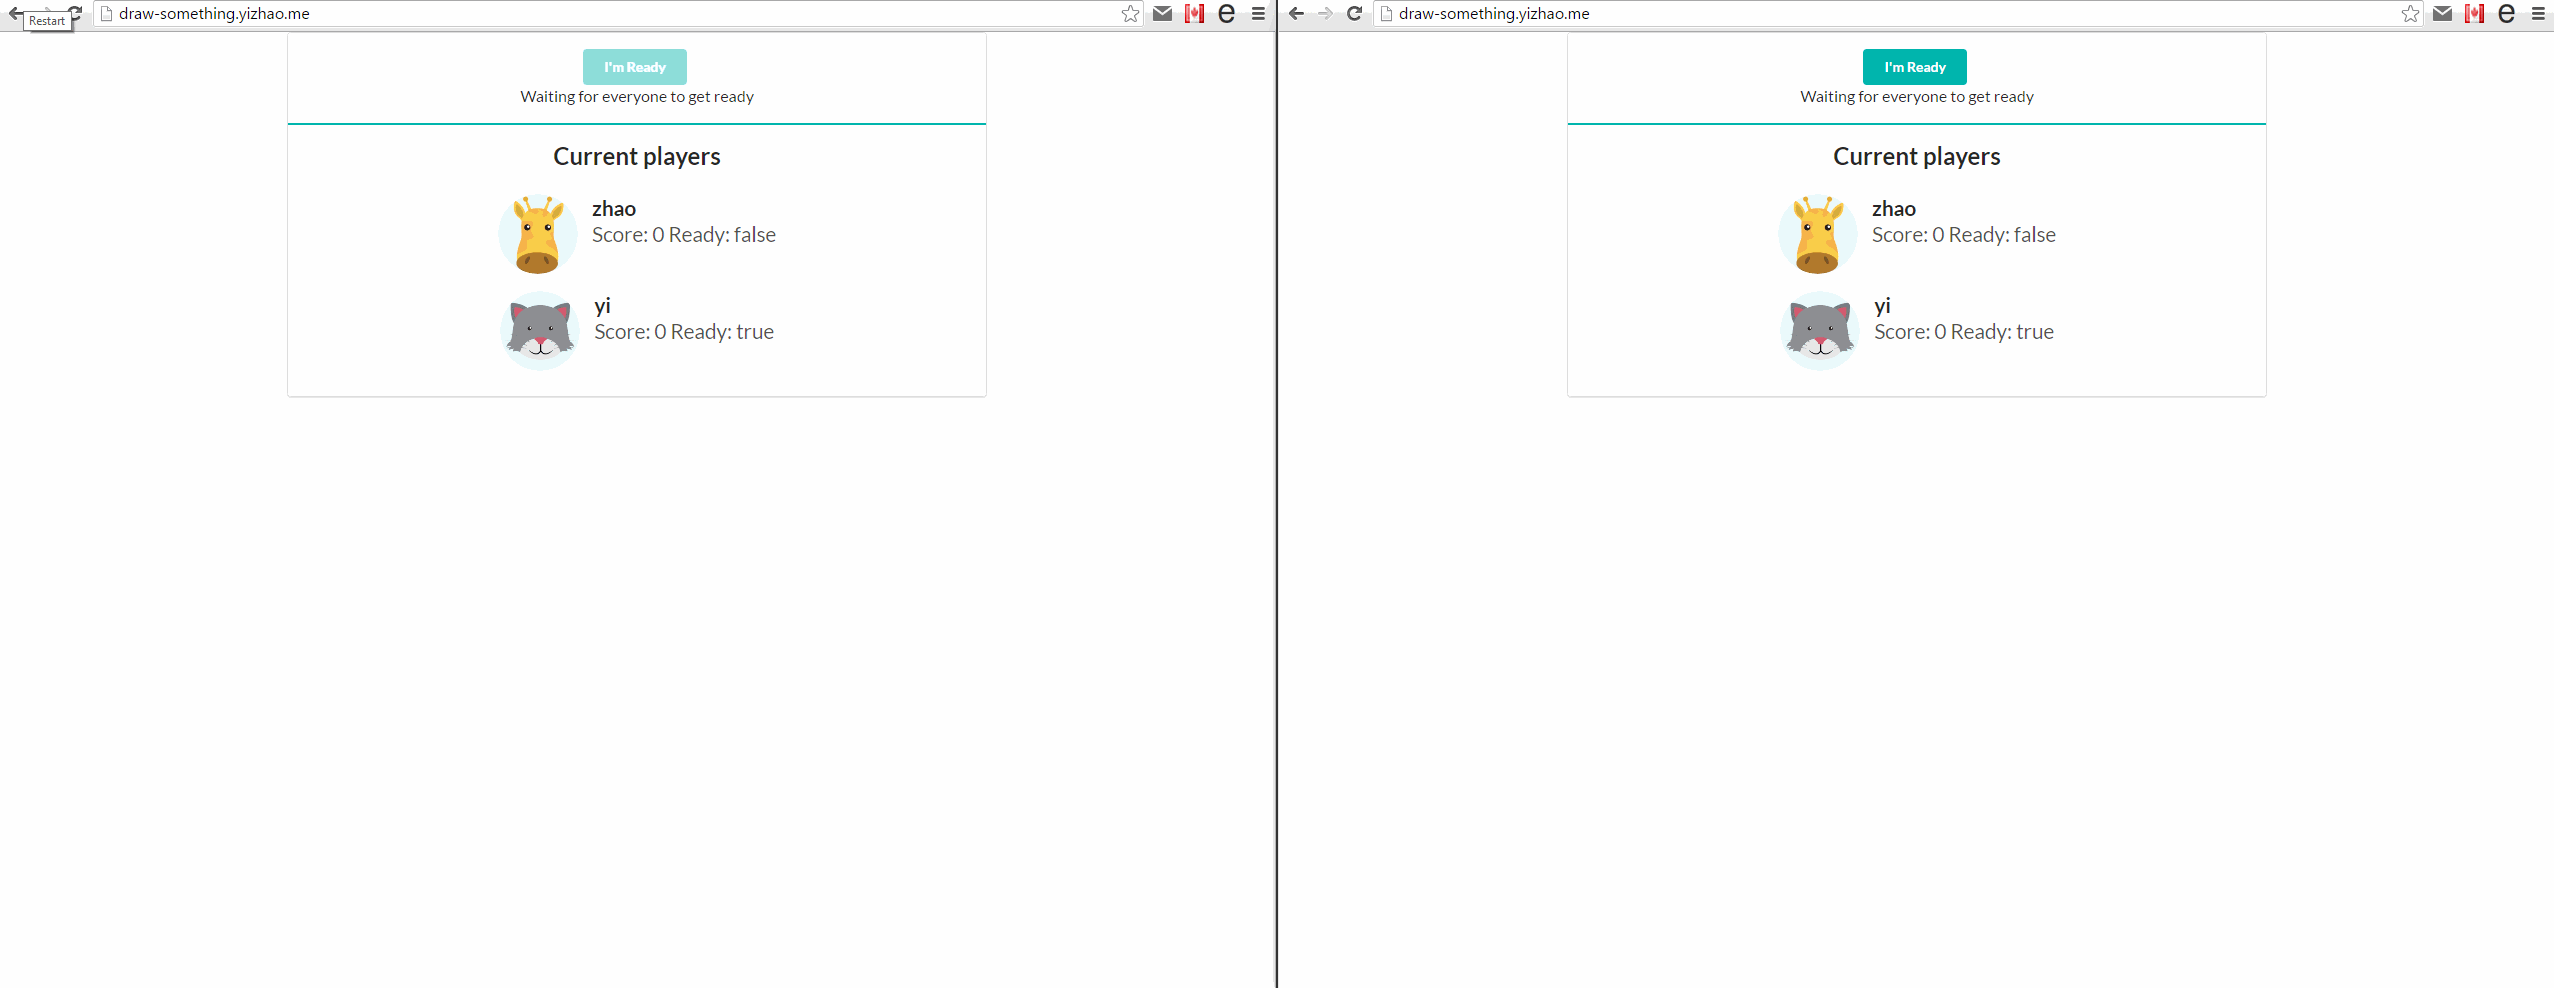 Restart
draw-something.yizhao.me
I'm Ready
Waiting for everyone to get ready
Current players
zhao
Score: 0 Ready: false
yi
Score: 0 Ready: true
draw-something.yizhao.me
I'm Ready
Waiting for everyone to get ready
Current players
zhao
Score: 0 Ready: false
yi
Score: 0 Ready: true